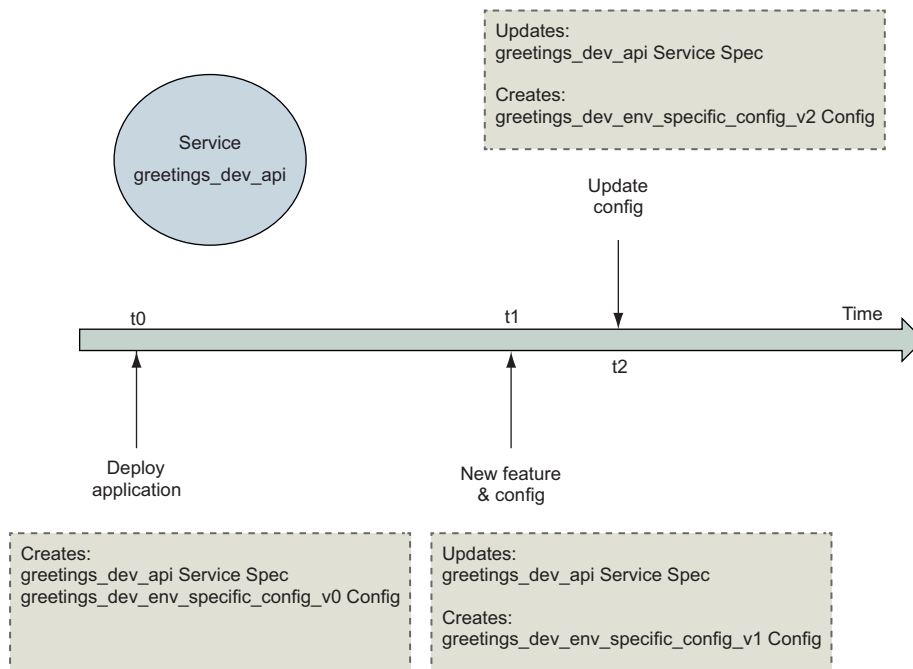 Updates:
greetings_dev_api Service Spec
Creates:
greetings_dev_env_specific_config_v2 Config
Service
greetings_dev_api
Update
config
t0
t1
Time
t2
Deploy
application
New feature
& config
Creates:
greetings_dev_api Service Spec
greetings_dev_env_specific_config_v0 Config
Updates:
greetings_dev_api Service Spec
Creates:
greetings_dev_env_specific_config_v1 Config